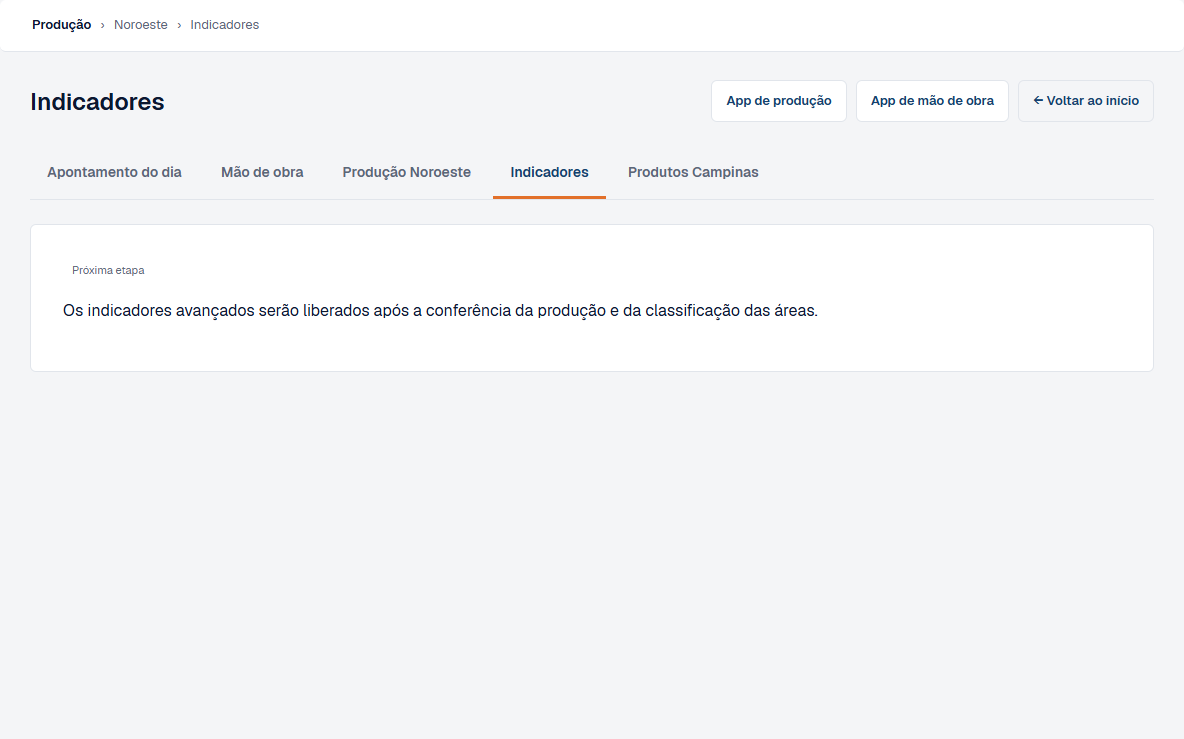 Produção › Noroeste › Indicadores
Indicadores
App de produção
App de mão de obra
← Voltar ao início
Apontamento do dia
Mão de obra
Produção Noroeste
Indicadores
Produtos Campinas
Próxima etapa
Os indicadores avançados serão liberados após a conferência da produção e da classificação das áreas.